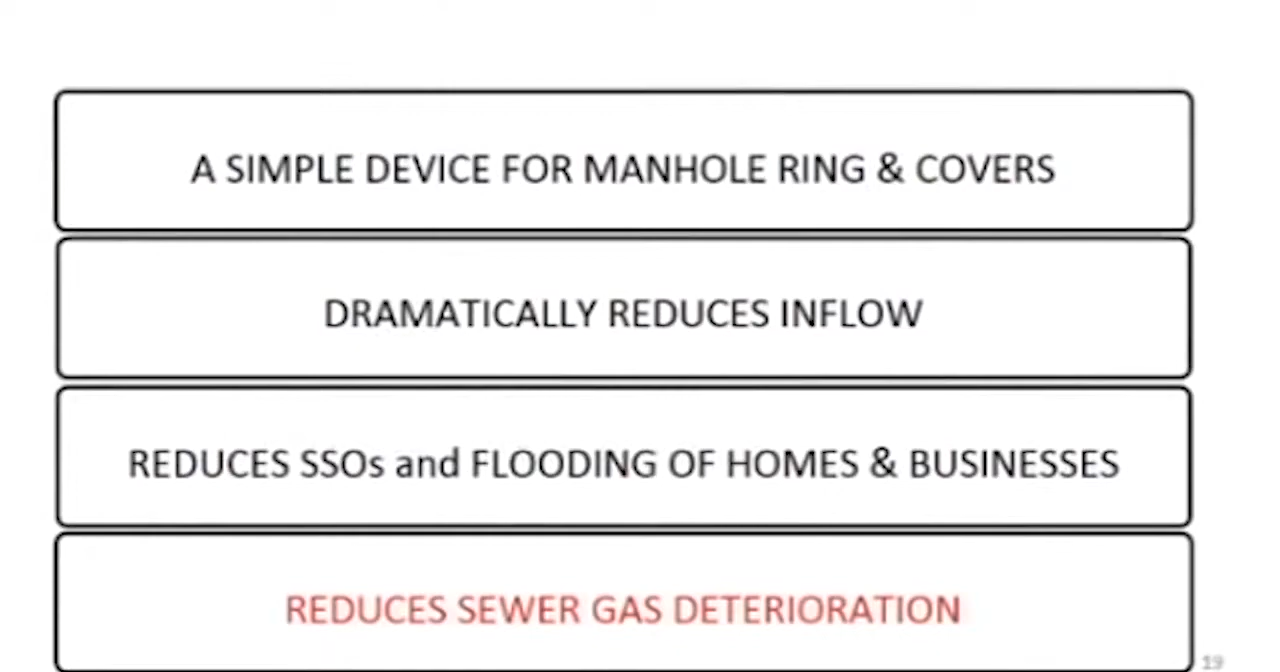 A SIMPLE DEVICE FOR MANHOLE RING & COVERS
DRAMATICALLY REDUCES INFLOW
REDUCES SSOs and FLOODING OF HOMES & BUSINESSES
REDUCES SEWER GAS DETERIORATION
19